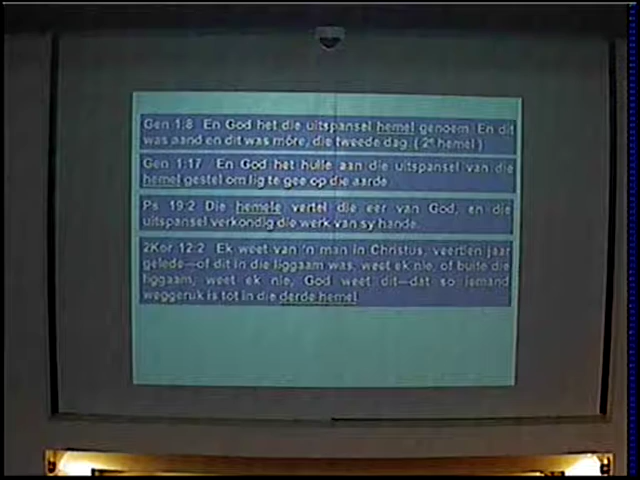 Gen 1:8 En God het die uitspansel hemel genoem. En dit
was aand en dit was môre, die tweede dag. ( 2ᵉ hemel )
Gen 1:17 En God het hulle aan die uitspansel van die
hemel gestel om lig te gee op die aarde
Ps 19:2 Die hemele vertel die eer van God, en die
uitspansel verkondig die werk van sy hande.
2Kor 12:2 Ek weet van 'n man in Christus, veertien jaar
gelede—of dit in die liggaam was, weet ek nie, of buite die
liggaam, weet ek nie, God weet dit—dat so iemand
weggeruk is tot in die derde hemel.